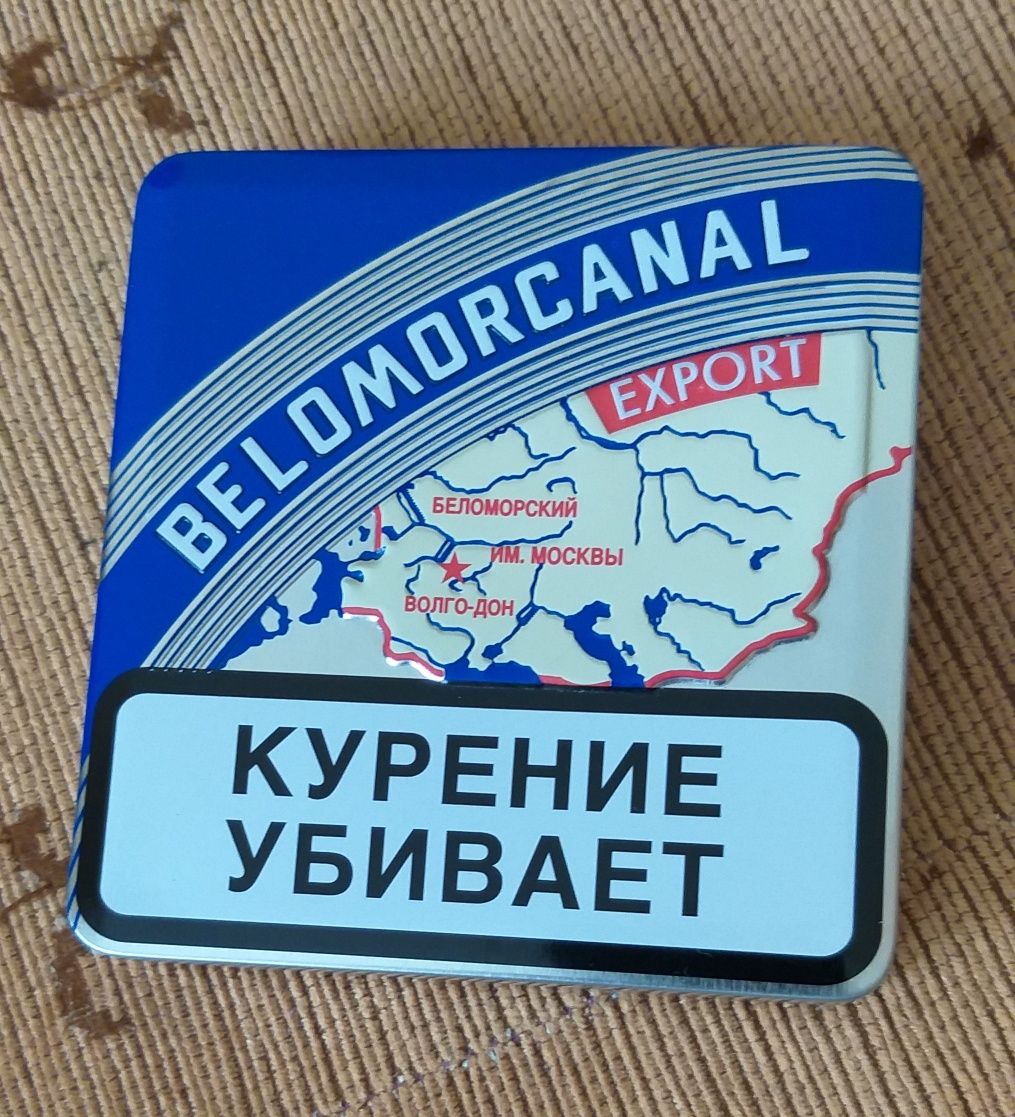 BELOMORCANAL
EXPORT
БЕЛОМОРСКИЙ
ИМ. МОСКВЫ
ВОЛГО-ДОН
КУРЕНИЕ
УБИВАЕТ